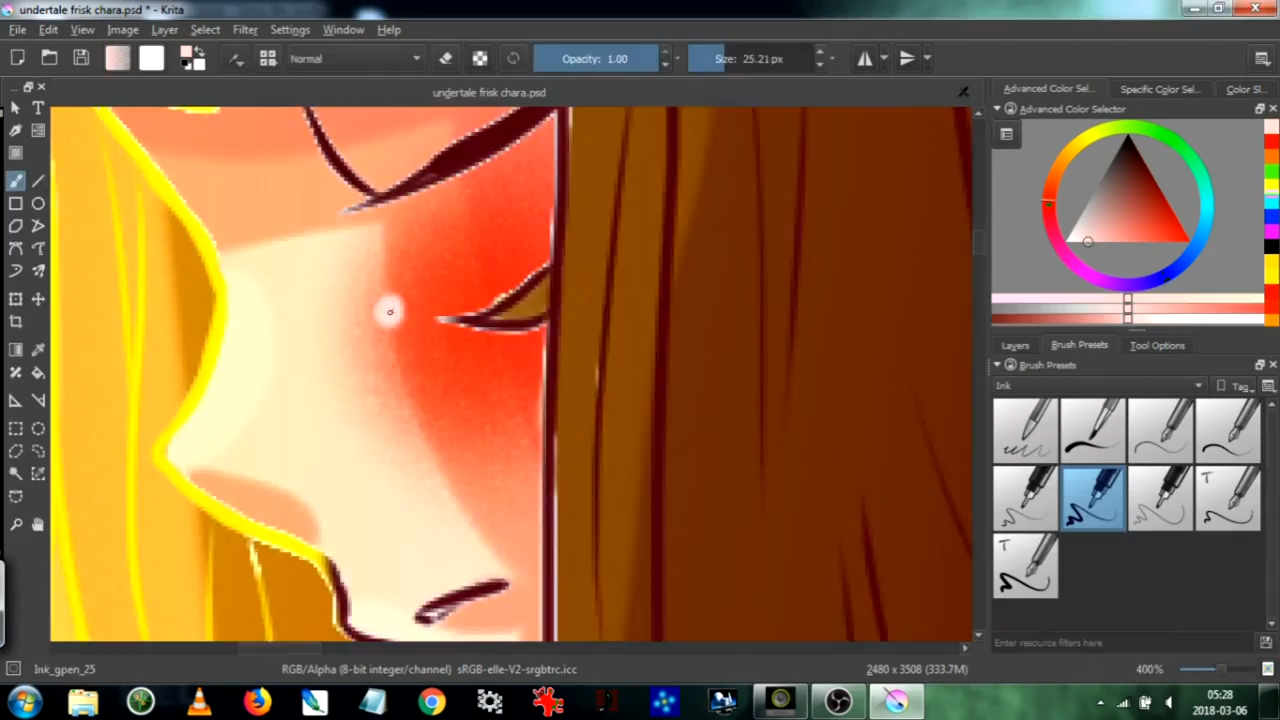 undertale frisk chara.psd * - Krita
File Edit View Image Layer Select Filter Settings Window Help
Normal
Opacity: 1.00
Size: 25.21 px
undertale frisk chara.psd
Advanced Color Sel...
Specific Color Sel...
Color Sl...
Advanced Color Selector
Layers
Brush Presets
Tool Options
Brush Presets
Ink
Tag
Enter resource filters here
Ink_gpen_25
RGB/Alpha (8-bit integer/channel) sRGB-elle-V2-srgbtrc.icc
2480 x 3508 (333.7M)
400%
05:28
2018-03-06